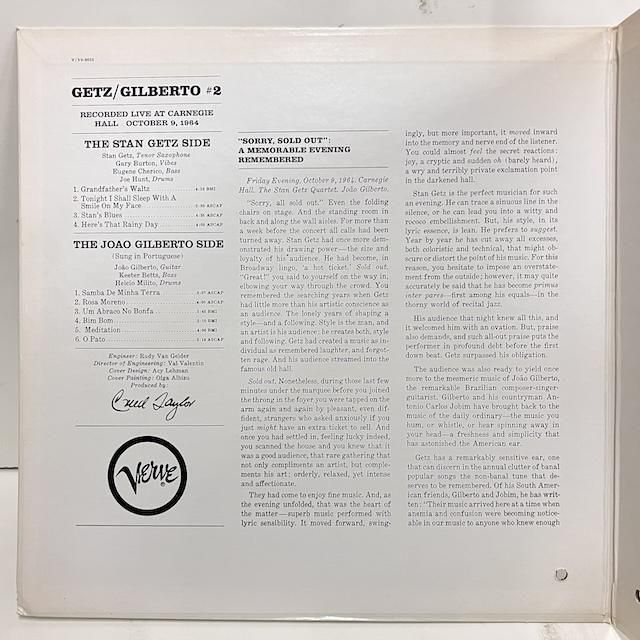 V/V6-8623
GETZ/GILBERTO #2
RECORDED LIVE AT CARNEGIE
HALL OCTOBER 9, 1964
THE STAN GETZ SIDE
Stan Getz, Tenor Saxophone
Gary Burton, Vibes
Eugene Cherico, Bass
Joe Hunt, Drums
1. Grandfather's Waltz BMI
2. Tonight I Shall Sleep With A
Smile On My Face ASCAP
3. Stan's Blues ASCAP
4. Here's That Rainy Day ASCAP
THE JOAO GILBERTO SIDE
(Sung in Portuguese)
João Gilberto, Guitar
Keeter Betts, Bass
Helcio Milito, Drums
1. Samba De Minha Terra ASCAP
2. Rosa Moreno ASCAP
3. Um Abraco No Bonfa BMI
4. Bim Bom BMI
5. Meditation BMI
6. O Pato ASCAP
Engineer: Rudy Van Gelder
Director of Engineering: Val Valentin
Cover Design: Acy Lehman
Cover Painting: Olga Albizu
Produced by:
Creed Taylor
Verve
"SORRY, SOLD OUT":
A MEMORABLE EVENING
REMEMBERED
Friday Evening, October 9, 1964, Carnegie
Hall. The Stan Getz Quartet. João Gilberto.
"Sorry, all sold out." Even the folding
chairs on stage. And the standing room in
back and along the wall aisles. For more than
a week before the concert all calls had been
turned away. Stan Getz had once more dem-
onstrated his drawing power—the size and
loyalty of his audience. He had become, in
Broadway lingo, 'a hot ticket.' Sold out.
"Great!" you said to yourself on the way in,
elbowing your way through the crowd. You
remembered the searching years when Getz
had little more than his artistic conscience as
an audience. The lonely years of shaping a
style—and a following. Style is the man, and
an artist is his audience; he creates both, style
and following. Getz had created a music as in-
dividual as remembered laughter, and forgot-
ten rage. And his audience streamed into the
famous old hall.
Sold out. Nonetheless, during those last few
minutes under the marquee before you joined
the throng in the foyer you were tapped on the
arm again and again by pleasant, even dif-
fident, strangers who asked anxiously if you
just might have an extra ticket to sell. And
once you had settled in, feeling lucky indeed,
you scanned the house and you knew that it
was a good audience, that rare gathering that
not only compliments an artist, but comple-
ments his art: orderly, relaxed, yet intense
and affectionate.
They had come to enjoy fine music. And, as
the evening unfolded, that was the heart of
the matter—superb music performed with
lyric sensibility. It moved forward, swing-
ingly, but more important, it moved inward
into the memory and nerve end of the listener.
You could almost feel the secret reactions:
joy, a cryptic and sudden oh (barely heard),
a wry and terribly private exclamation point
in the darkened hall.
Stan Getz is the perfect musician for such
an evening. He can trace a sinuous line in the
silence, or he can lead you into a witty and
rococo embellishment. But, his style, in its
lyric essence, is lean. He prefers to suggest.
Year by year he has cut away all excesses,
both coloristic and technical, that might ob-
scure or distort the point of his music. For this
reason, you hesitate to impose an overstate-
ment from the outside; however, it may quite
accurately be said that he has become primus
inter pares—first among his equals—in the
thorny world of recital jazz.
His audience that night knew all this, and
it welcomed him with an ovation. But, praise
also demands, and such all-out praise puts the
performer in profound debt before the first
down beat. Getz surpassed his obligation.
The audience was also ready to yield once
more to the mesmeric music of João Gilberto,
the remarkable Brazilian composer-singer-
guitarist. Gilberto and his countryman An-
tonio Carlos Jobim have brought back to the
music of the daily ordinary—the music you
hum, or whistle, or hear spinning away in
your head—a freshness and simplicity that
has astonished the American ear.
Getz has a remarkably sensitive ear, one
that can discern in the annual clutter of banal
popular songs the non-banal tune that de-
serves to be remembered. Of his South Amer-
ican friends, Gilberto and Jobim, he has writ-
ten: "Their music arrived here at a time when
anemia and confusion were becoming notice-
able in our music to anyone who knew enough